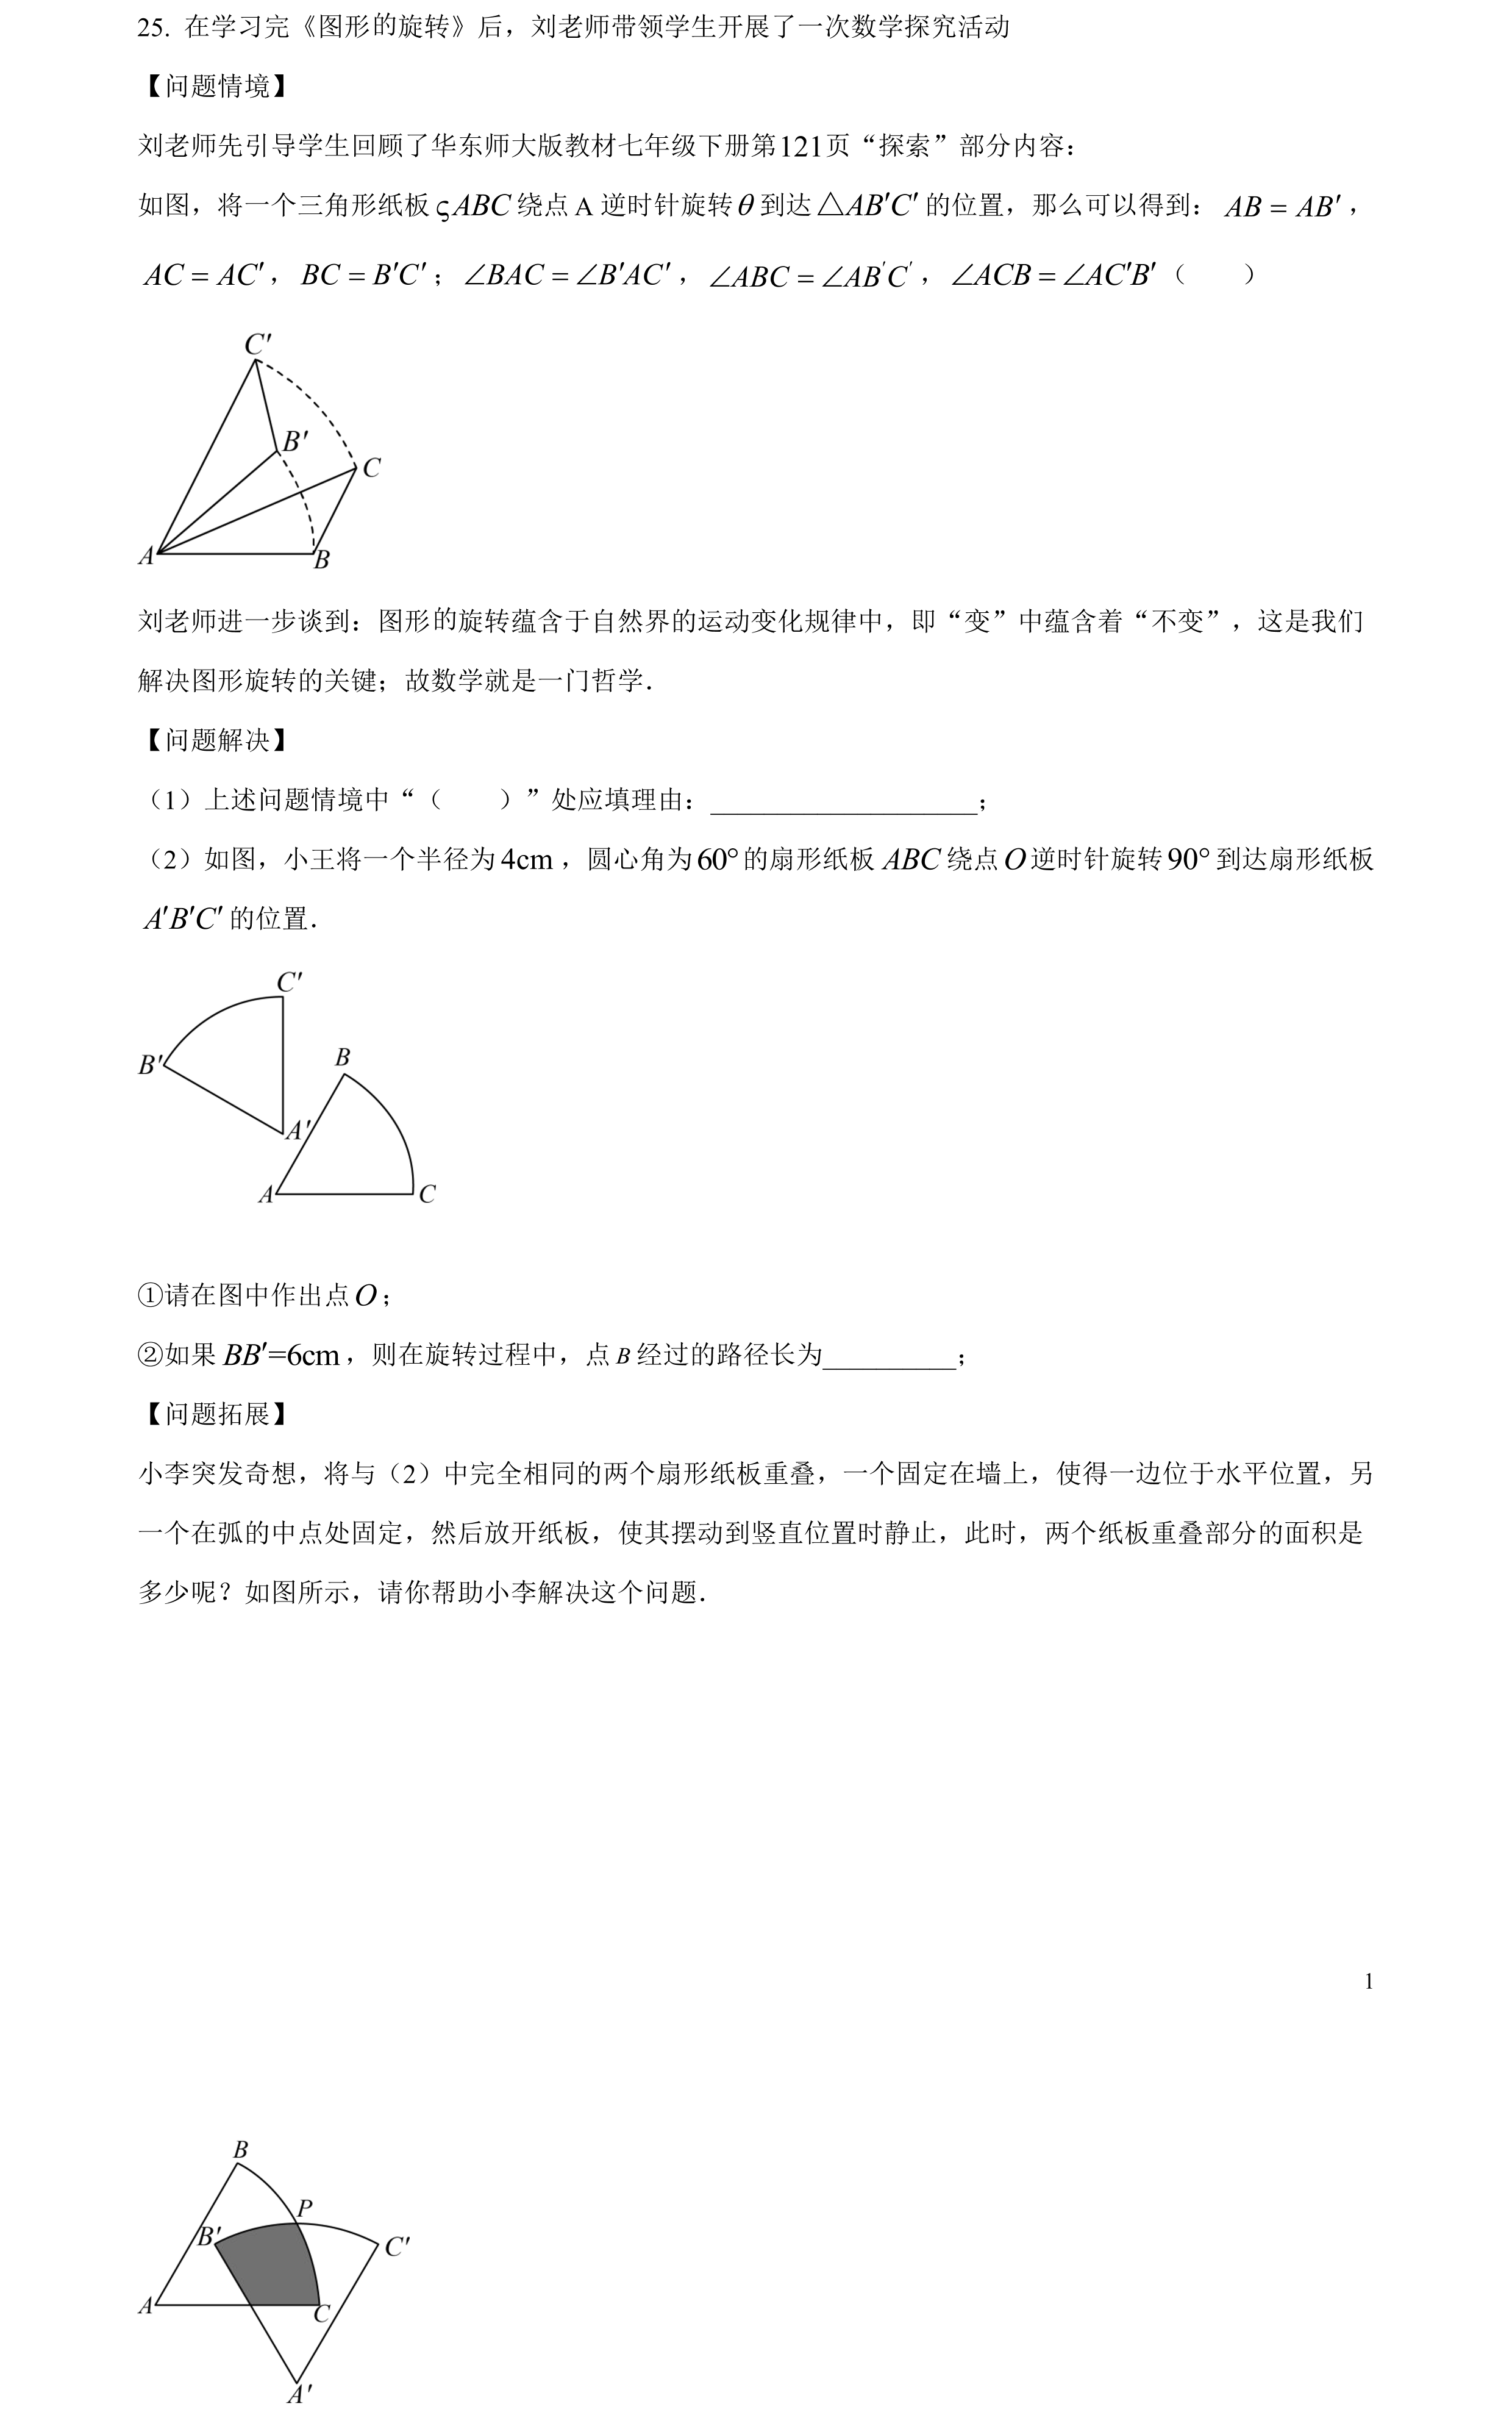 25. 在学习完《图形的旋转》后，刘老师带领学生开展了一次数学探究活动
【问题情境】
刘老师先引导学生回顾了华东师大版教材七年级下册第121页“探索”部分内容：
如图，将一个三角形纸板ςABC绕点A逆时针旋转θ到达△AB′C′的位置，那么可以得到：AB = AB′，
AC = AC′，BC = B′C′；∠BAC = ∠B′AC′，∠ABC = ∠AB′C′，∠ACB = ∠AC′B′（　　）
C′
B′
C
A
B
刘老师进一步谈到：图形的旋转蕴含于自然界的运动变化规律中，即“变”中蕴含着“不变”，这是我们
解决图形旋转的关键；故数学就是一门哲学．
【问题解决】
（1）上述问题情境中“（　　）”处应填理由：____________________；
（2）如图，小王将一个半径为4cm，圆心角为60°的扇形纸板ABC绕点O逆时针旋转90°到达扇形纸板
A′B′C′的位置．
C′
B′
B
A′
A
C
①请在图中作出点O；
②如果BB′=6cm，则在旋转过程中，点B经过的路径长为__________；
【问题拓展】
小李突发奇想，将与（2）中完全相同的两个扇形纸板重叠，一个固定在墙上，使得一边位于水平位置，另
一个在弧的中点处固定，然后放开纸板，使其摆动到竖直位置时静止，此时，两个纸板重叠部分的面积是
多少呢？如图所示，请你帮助小李解决这个问题．
1
B
P
B′
C′
A
C
A′